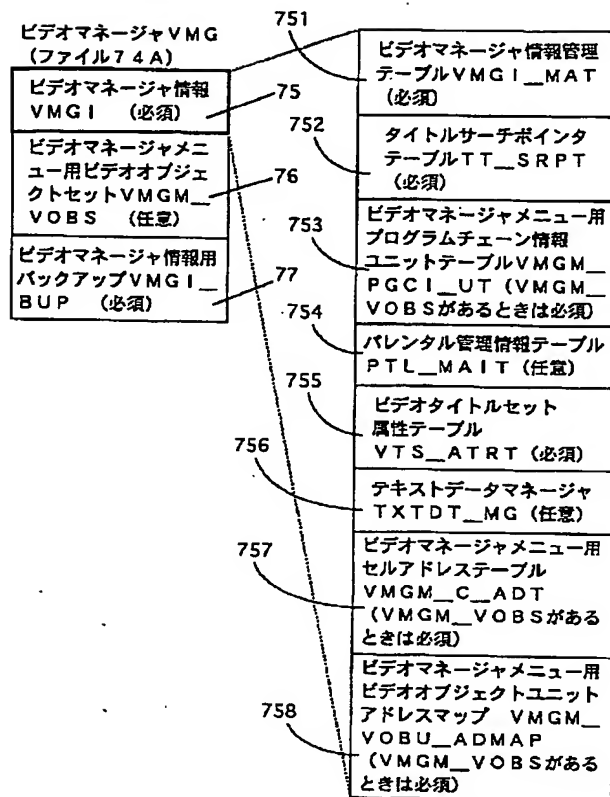 ビデオマネージャVMG
(ファイル74A)
ビデオマネージャ情報
VMGI (必須)
75
ビデオマネージャメニ
ュー用ビデオオブジェ
クトセットVMGM__
VOBS (任意)
76
ビデオマネージャ情報用
バックアップVMGI__
BUP (必須)
77
751
ビデオマネージャ情報管理
テーブルVMGI__MAT
(必須)
752
タイトルサーチポインタ
テーブルTT__SRPT
(必須)
753
ビデオマネージャメニュー用
プログラムチェーン情報
ユニットテーブルVMGM__
PGCI__UT (VMGM__
VOBSがあるときは必須)
754
パレンタル管理情報テーブル
PTL__MAIT (任意)
755
ビデオタイトルセット
属性テーブル
VTS__ATRT (必須)
756
テキストデータマネージャ
TXTDT__MG (任意)
757
ビデオマネージャメニュー用
セルアドレステーブル
VMGM__C__ADT
(VMGM__VOBSがある
ときは必須)
758
ビデオマネージャメニュー用
ビデオオブジェクトユニット
アドレスマップ VMGM__
VOBU__ADMAP
(VMGM__VOBSがある
ときは必須)